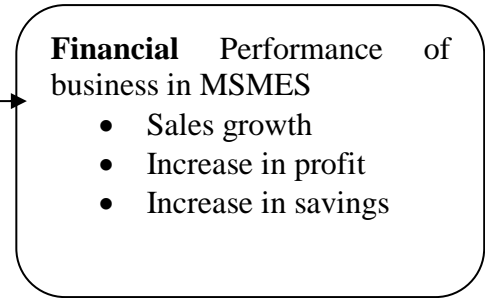 Financial Performance of
business in MSMES
• Sales growth
• Increase in profit
• Increase in savings